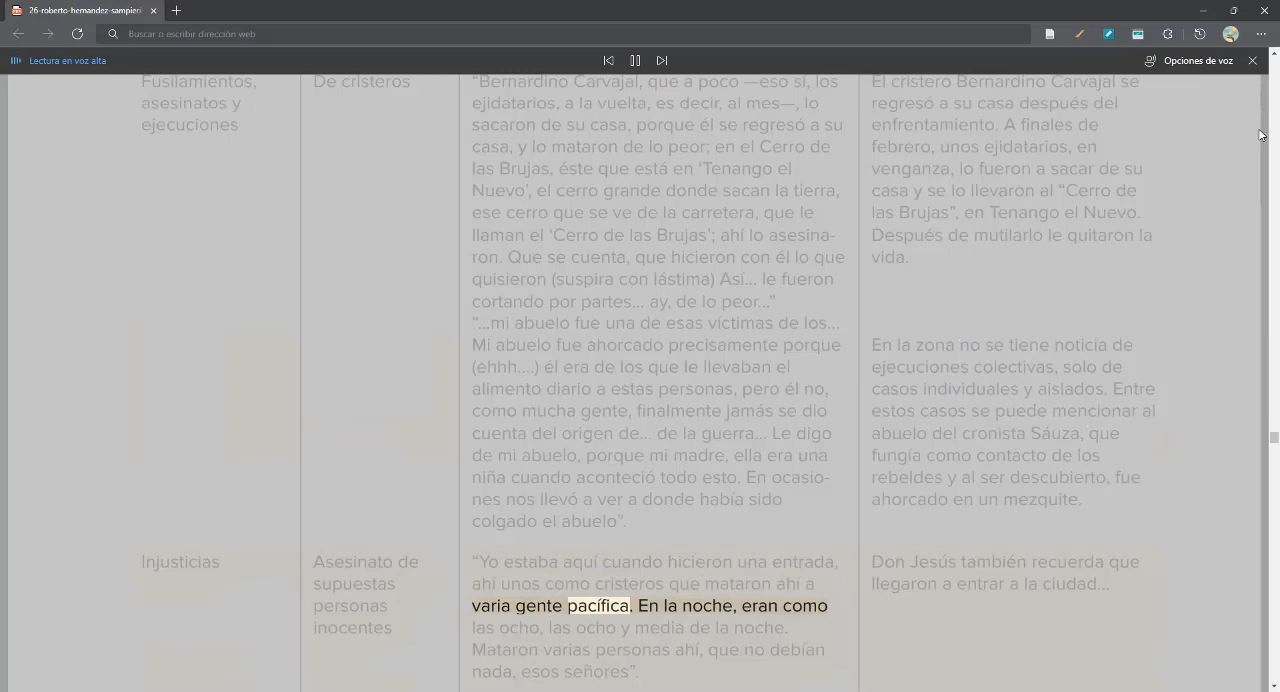 26-roberto-hernandez-sampieri
Buscar o escribir dirección web
Lectura en voz alta
Opciones de voz
Fusilamientos,
asesinatos y
ejecuciones
De cristeros
“Bernardino Carvajal, que a poco —eso sí, los
ejidatarios, a la vuelta, es decir, al mes—, lo
sacaron de su casa, porque él se regresó a su
casa, y lo mataron de lo peor; en el Cerro de
las Brujas, éste que está en ‘Tenango el
Nuevo’, el cerro grande donde sacan la tierra,
ese cerro que se ve de la carretera, que le
llaman el ‘Cerro de las Brujas’; ahí lo asesina-
ron. Que se cuenta, que hicieron con él lo que
quisieron (suspira con lástima) Así... le fueron
cortando por partes... ay, de lo peor...”
“...mi abuelo fue una de esas víctimas de los...
Mi abuelo fue ahorcado precisamente porque
(ehhh....) él era de los que le llevaban el
alimento diario a estas personas, pero él no,
como mucha gente, finalmente jamás se dio
cuenta del origen de... de la guerra... Le digo
de mi abuelo, porque mi madre, ella era una
niña cuando aconteció todo esto. En ocasio-
nes nos llevó a ver a donde había sido
colgado el abuelo”.
El cristero Bernardino Carvajal se
regresó a su casa después del
enfrentamiento. A finales de
febrero, unos ejidatarios, en
venganza, lo fueron a sacar de su
casa y se lo llevaron al “Cerro de
las Brujas”, en Tenango el Nuevo.
Después de mutilarlo le quitaron la
vida.
En la zona no se tiene noticia de
ejecuciones colectivas, solo de
casos individuales y aislados. Entre
estos casos se puede mencionar al
abuelo del cronista Sáuza, que
fungía como contacto de los
rebeldes y al ser descubierto, fue
ahorcado en un mezquite.
Injusticias
Asesinato de
supuestas
personas
inocentes
“Yo estaba aquí cuando hicieron una entrada,
ahí unos como cristeros que mataron ahí a
varia gente pacífica. En la noche, eran como
las ocho, las ocho y media de la noche.
Mataron varias personas ahí, que no debían
nada, esos señores”.
Don Jesús también recuerda que
llegaron a entrar a la ciudad...